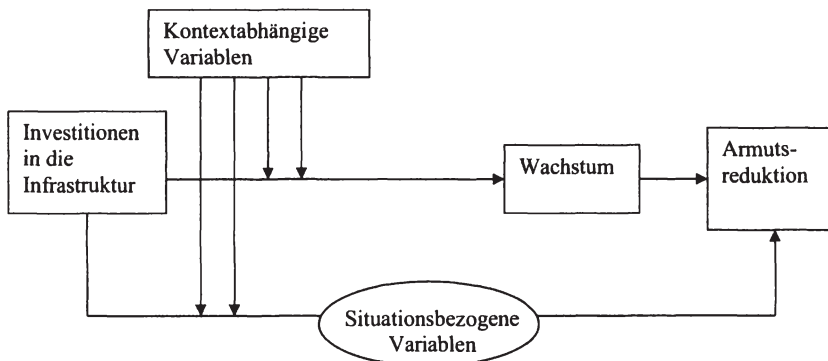 Kontextabhängige
Variablen
Investitionen
in die
Infrastruktur
Wachstum
Armuts-
reduktion
Situationsbezogene
Variablen